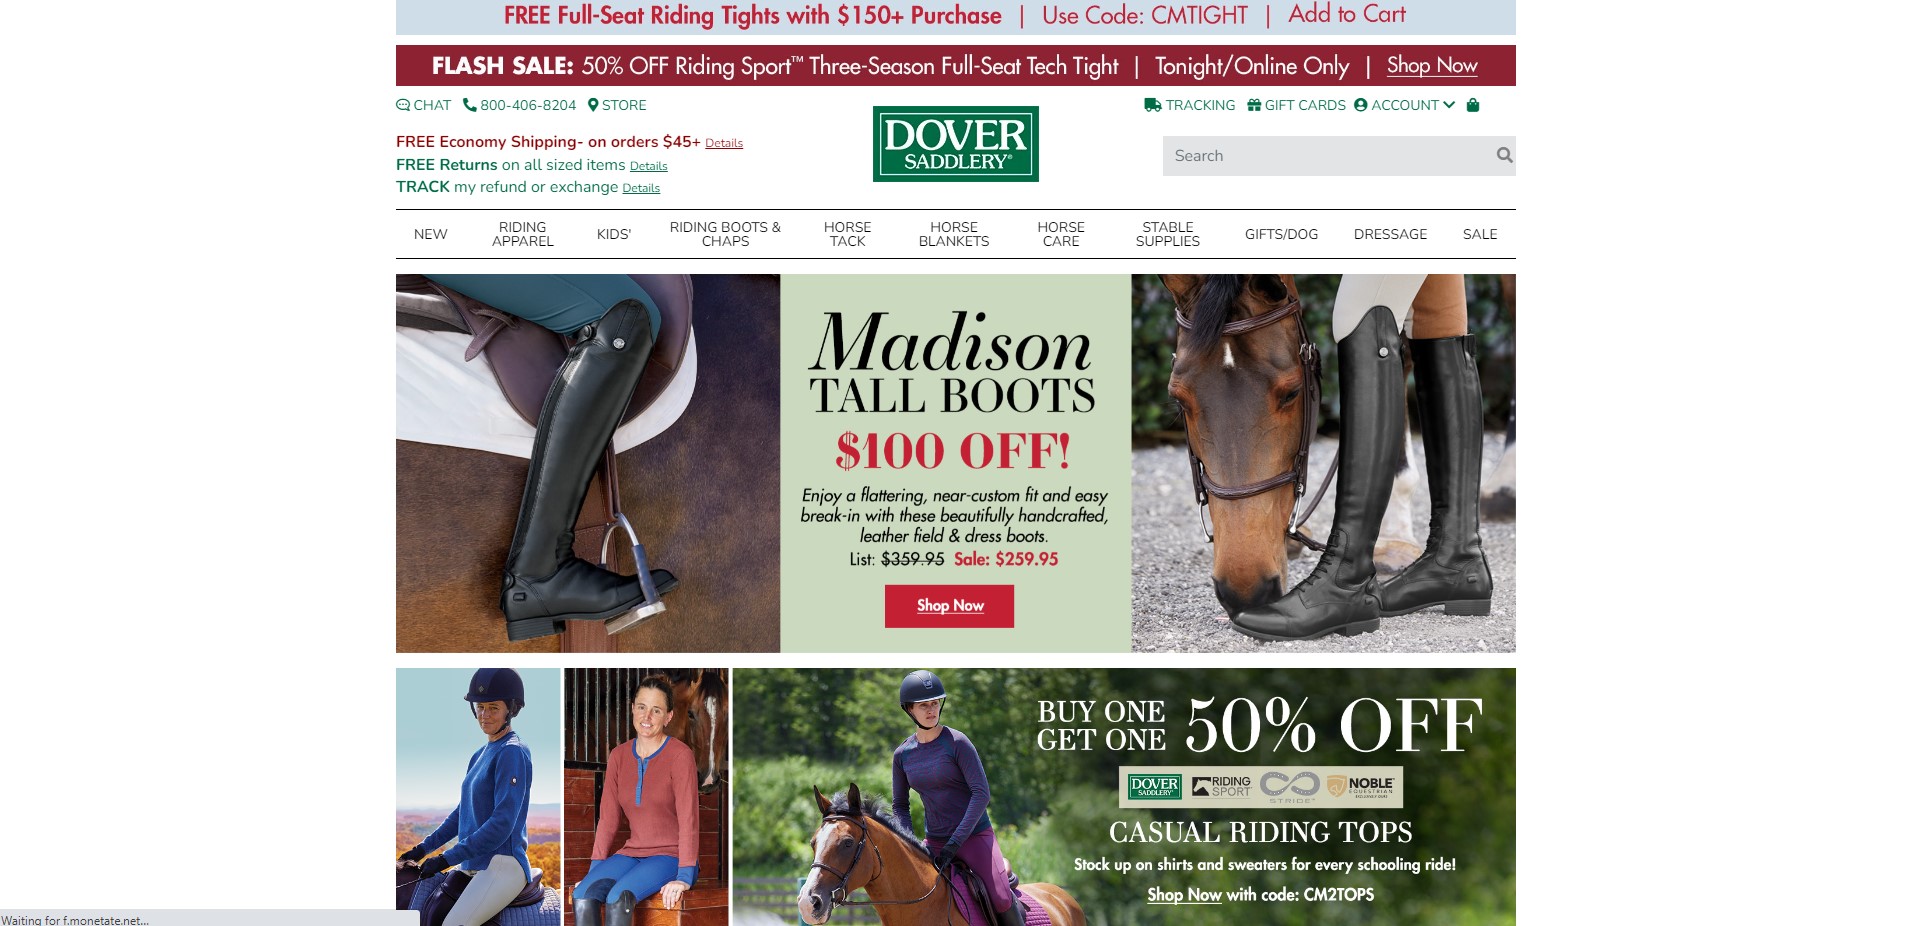 FREE Full-Seat Riding Tights with $150+ Purchase | Use Code: CMTIGHT | Add to Cart
FLASH SALE: 50% OFF Riding Sport™ Three-Season Full-Seat Tech Tight | Tonight/Online Only | Shop Now
CHAT 800-406-8204 STORE
TRACKING GIFT CARDS ACCOUNT
FREE Economy Shipping- on orders $45+ Details
FREE Returns on all sized items Details
TRACK my refund or exchange Details
DOVER
SADDLERY®
Search
NEW
RIDING
APPAREL
KIDS'
RIDING BOOTS &
CHAPS
HORSE
TACK
HORSE
BLANKETS
HORSE
CARE
STABLE
SUPPLIES
GIFTS/DOG
DRESSAGE
SALE
Madison
TALL BOOTS
$100 OFF!
Enjoy a flattering, near-custom fit and easy
break-in with these beautifully handcrafted,
leather field & dress boots.
List: $359.95 Sale: $259.95
Shop Now
BUY ONE
GET ONE
50% OFF
DOVER
SADDLERY
RIDING
SPORT
STRIDE
NOBLE
EQUESTRIAN
CASUAL RIDING TOPS
Stock up on shirts and sweaters for every schooling ride!
Shop Now with code: CM2TOPS
Waiting for f.monetate.net...